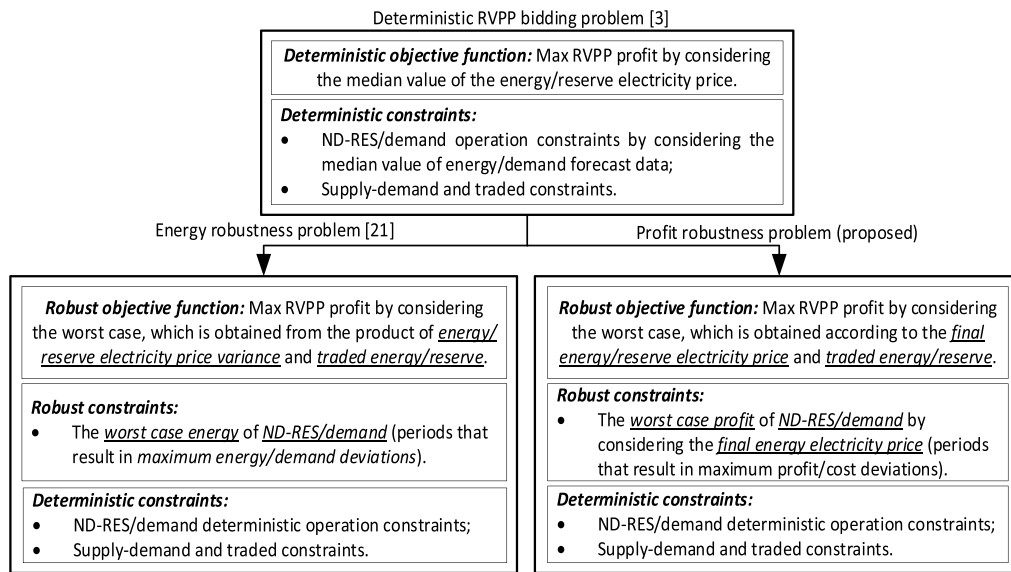 Deterministic RVPP bidding problem [3]
Deterministic objective function: Max RVPP profit by considering
the median value of the energy/reserve electricity price.
Deterministic constraints:
• ND-RES/demand operation constraints by considering the
median value of energy/demand forecast data;
• Supply-demand and traded constraints.
Energy robustness problem [21]
Robust objective function: Max RVPP profit by considering
the worst case, which is obtained from the product of energy/
reserve electricity price variance and traded energy/reserve.
Robust constraints:
• The worst case energy of ND-RES/demand (periods that
result in maximum energy/demand deviations).
Deterministic constraints:
• ND-RES/demand deterministic operation constraints;
• Supply-demand and traded constraints.
Profit robustness problem (proposed)
Robust objective function: Max RVPP profit by considering
the worst case, which is obtained according to the final
energy/reserve electricity price and traded energy/reserve.
Robust constraints:
• The worst case profit of ND-RES/demand by
considering the final energy electricity price (periods
that result in maximum profit/cost deviations).
Deterministic constraints:
• ND-RES/demand deterministic operation constraints;
• Supply-demand and traded constraints.